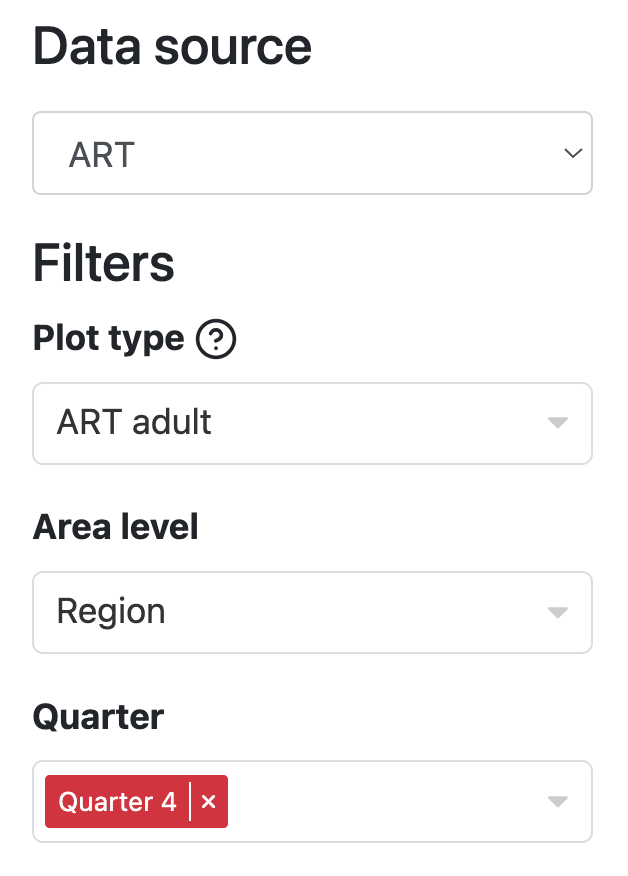 Data source
ART
Filters
Plot type ?
ART adult
Area level
Region
Quarter
Quarter 4 ×